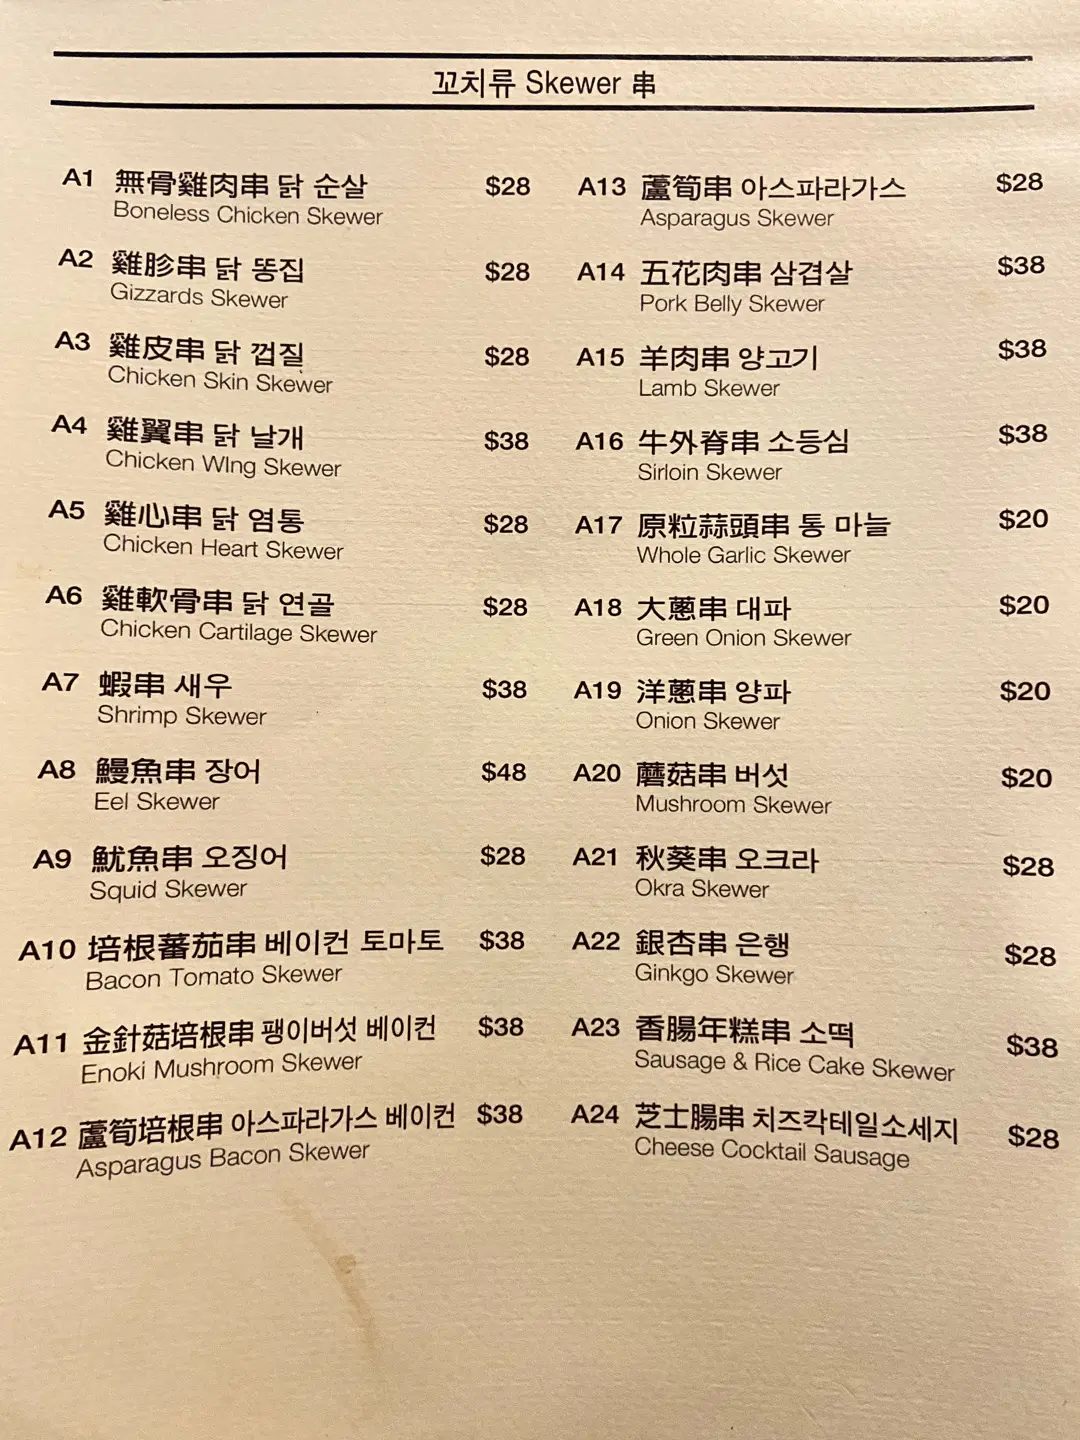 꼬치류 Skewer 串
A1 無骨雞肉串 닭 순살 $28
Boneless Chicken Skewer
A2 雞胗串 닭 똥집 $28
Gizzards Skewer
A3 雞皮串 닭 껍질 $28
Chicken Skin Skewer
A4 雞翼串 닭 날개 $38
Chicken WIng Skewer
A5 雞心串 닭 염통 $28
Chicken Heart Skewer
A6 雞軟骨串 닭 연골 $28
Chicken Cartilage Skewer
A7 蝦串 새우 $38
Shrimp Skewer
A8 鰻魚串 장어 $48
Eel Skewer
A9 魷魚串 오징어 $28
Squid Skewer
A10 培根蕃茄串 베이컨 토마토 $38
Bacon Tomato Skewer
A11 金針菇培根串 팽이버섯 베이컨 $38
Enoki Mushroom Skewer
A12 蘆筍培根串 아스파라가스 베이컨 $38
Asparagus Bacon Skewer
A13 蘆筍串 아스파라가스 $28
Asparagus Skewer
A14 五花肉串 삼겹살 $38
Pork Belly Skewer
A15 羊肉串 양고기 $38
Lamb Skewer
A16 牛外脊串 소등심 $38
Sirloin Skewer
A17 原粒蒜頭串 통 마늘 $20
Whole Garlic Skewer
A18 大蔥串 대파 $20
Green Onion Skewer
A19 洋蔥串 양파 $20
Onion Skewer
A20 蘑菇串 버섯 $20
Mushroom Skewer
A21 秋葵串 오크라 $28
Okra Skewer
A22 銀杏串 은행 $28
Ginkgo Skewer
A23 香腸年糕串 소떡 $38
Sausage & Rice Cake Skewer
A24 芝士腸串 치즈칵테일소세지 $28
Cheese Cocktail Sausage